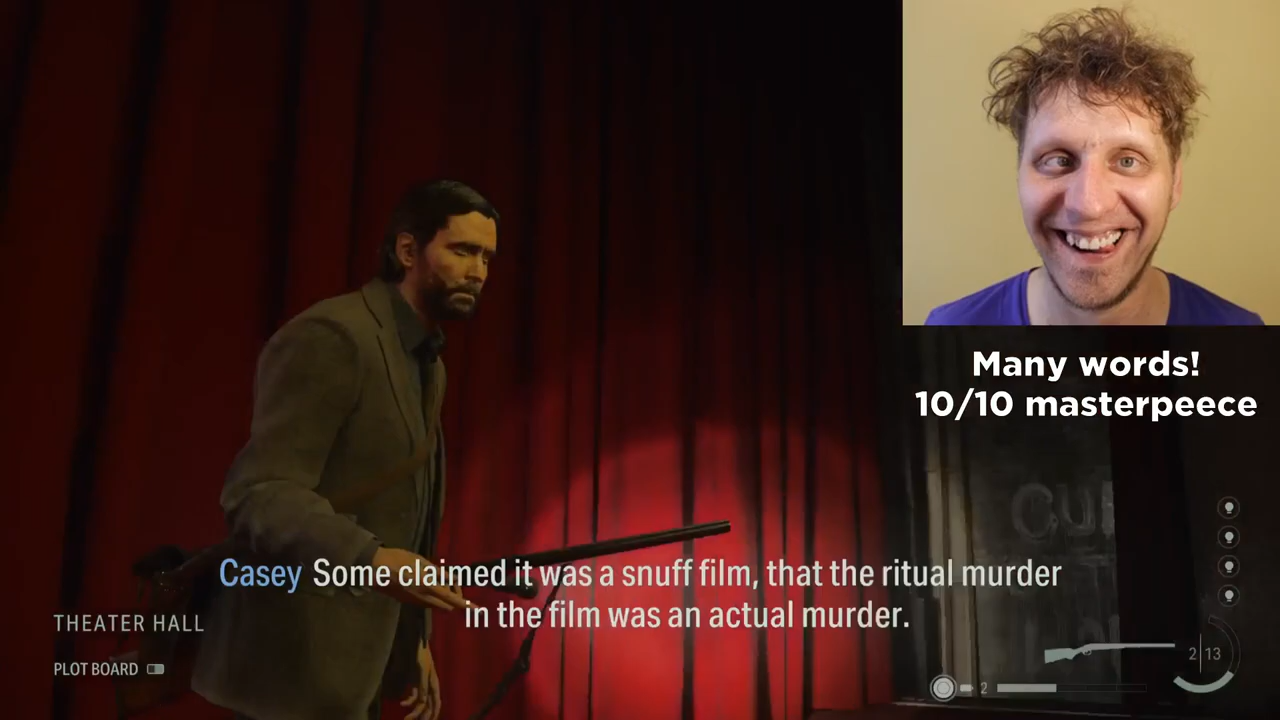 Many words!
10/10 masterpeece
Casey Some claimed it was a snuff film, that the ritual murder
in the film was an actual murder.
THEATER HALL
PLOT BOARD
2|13
2